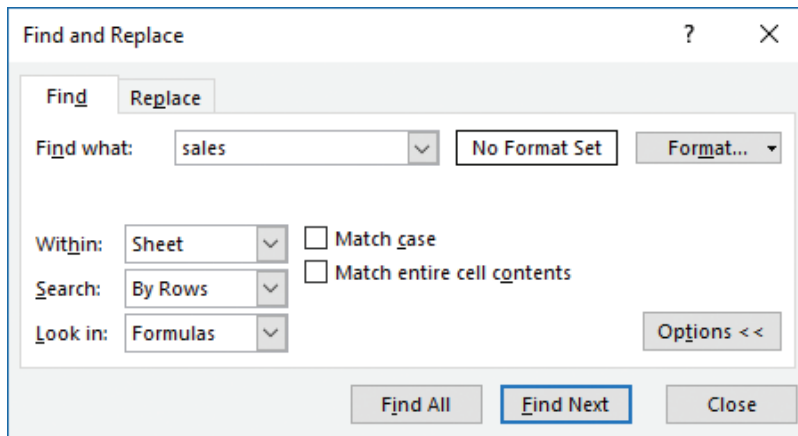 Find and Replace ?
Find Replace
Find what: sales No Format Set Format...
Within: Sheet Match case
Match entire cell contents
Search: By Rows
Look in: Formulas Options <<
Find All Find Next Close